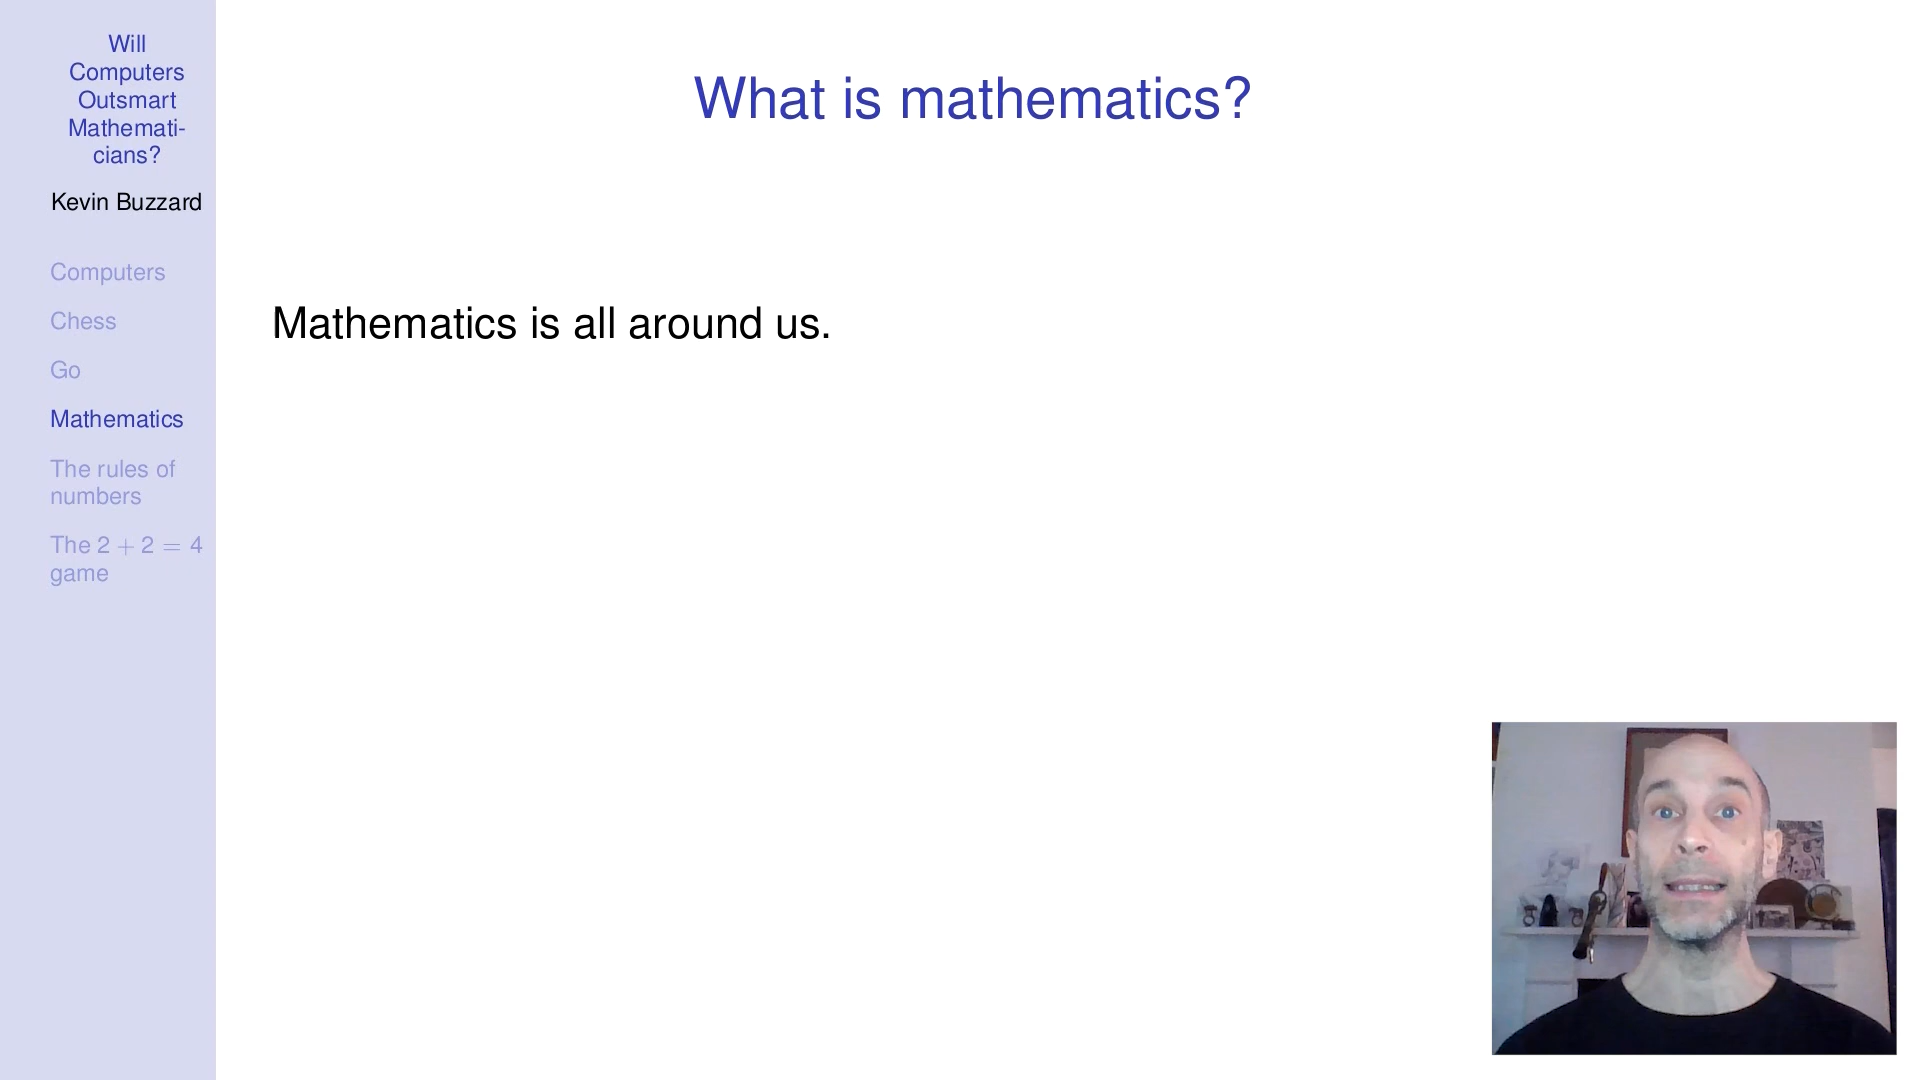 Will
Computers
Outsmart
Mathemati-
cians?
Kevin Buzzard
Computers
Chess
Go
Mathematics
The rules of
numbers
The 2 + 2 = 4
game
What is mathematics?
Mathematics is all around us.